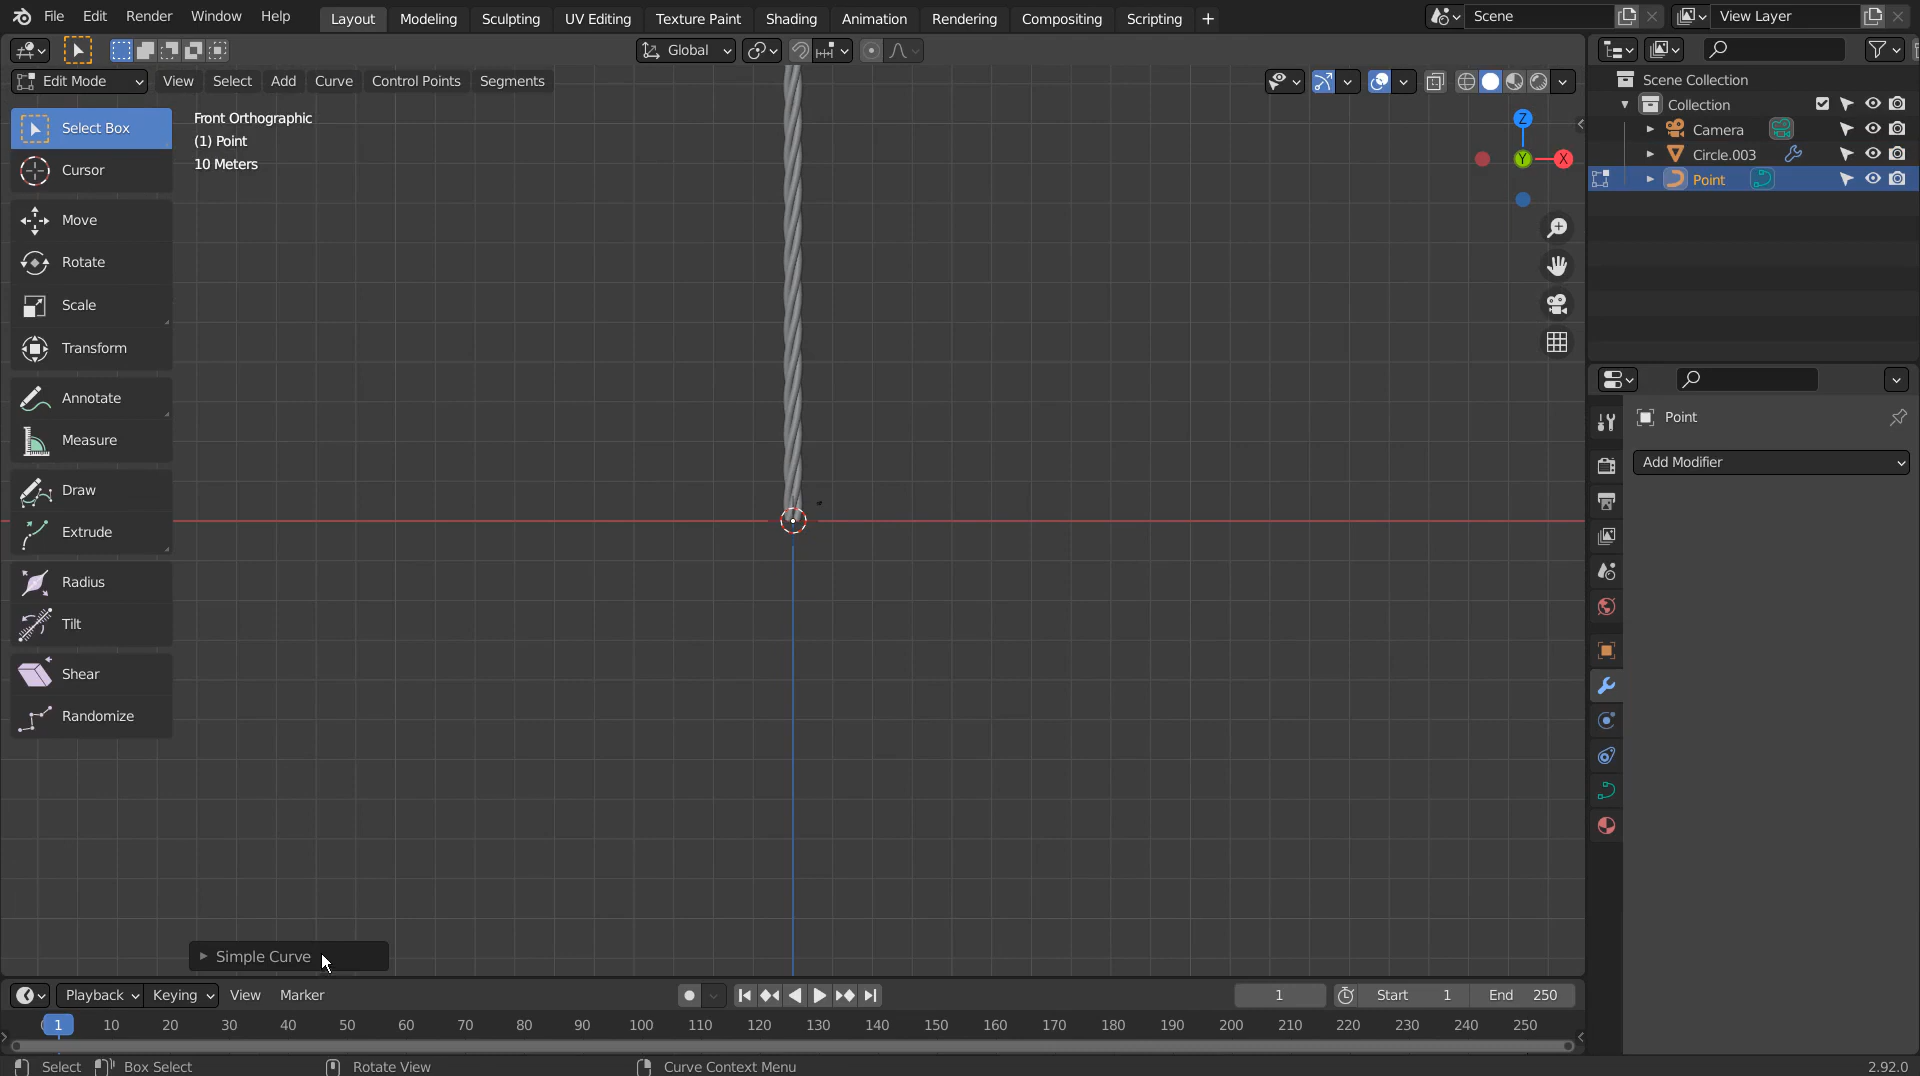 File Edit Render Window Help Layout Modeling Sculpting UV Editing Texture Paint Shading Animation Rendering Compositing Scripting + Scene View Layer
Global
Edit Mode View Select Add Curve Control Points Segments
Select Box
Cursor
Move
Rotate
Scale
Transform
Annotate
Measure
Draw
Extrude
Radius
Tilt
Shear
Randomize
Front Orthographic
(1) Point
10 Meters
Z
Y
X
Scene Collection
Collection
Camera
Circle.003
Point
Point
Add Modifier
Simple Curve
Playback Keying View Marker 1 Start 1 End 250
1 10 20 30 40 50 60 70 80 90 100 110 120 130 140 150 160 170 180 190 200 210 220 230 240 250
Select Box Select Rotate View Curve Context Menu 2.92.0